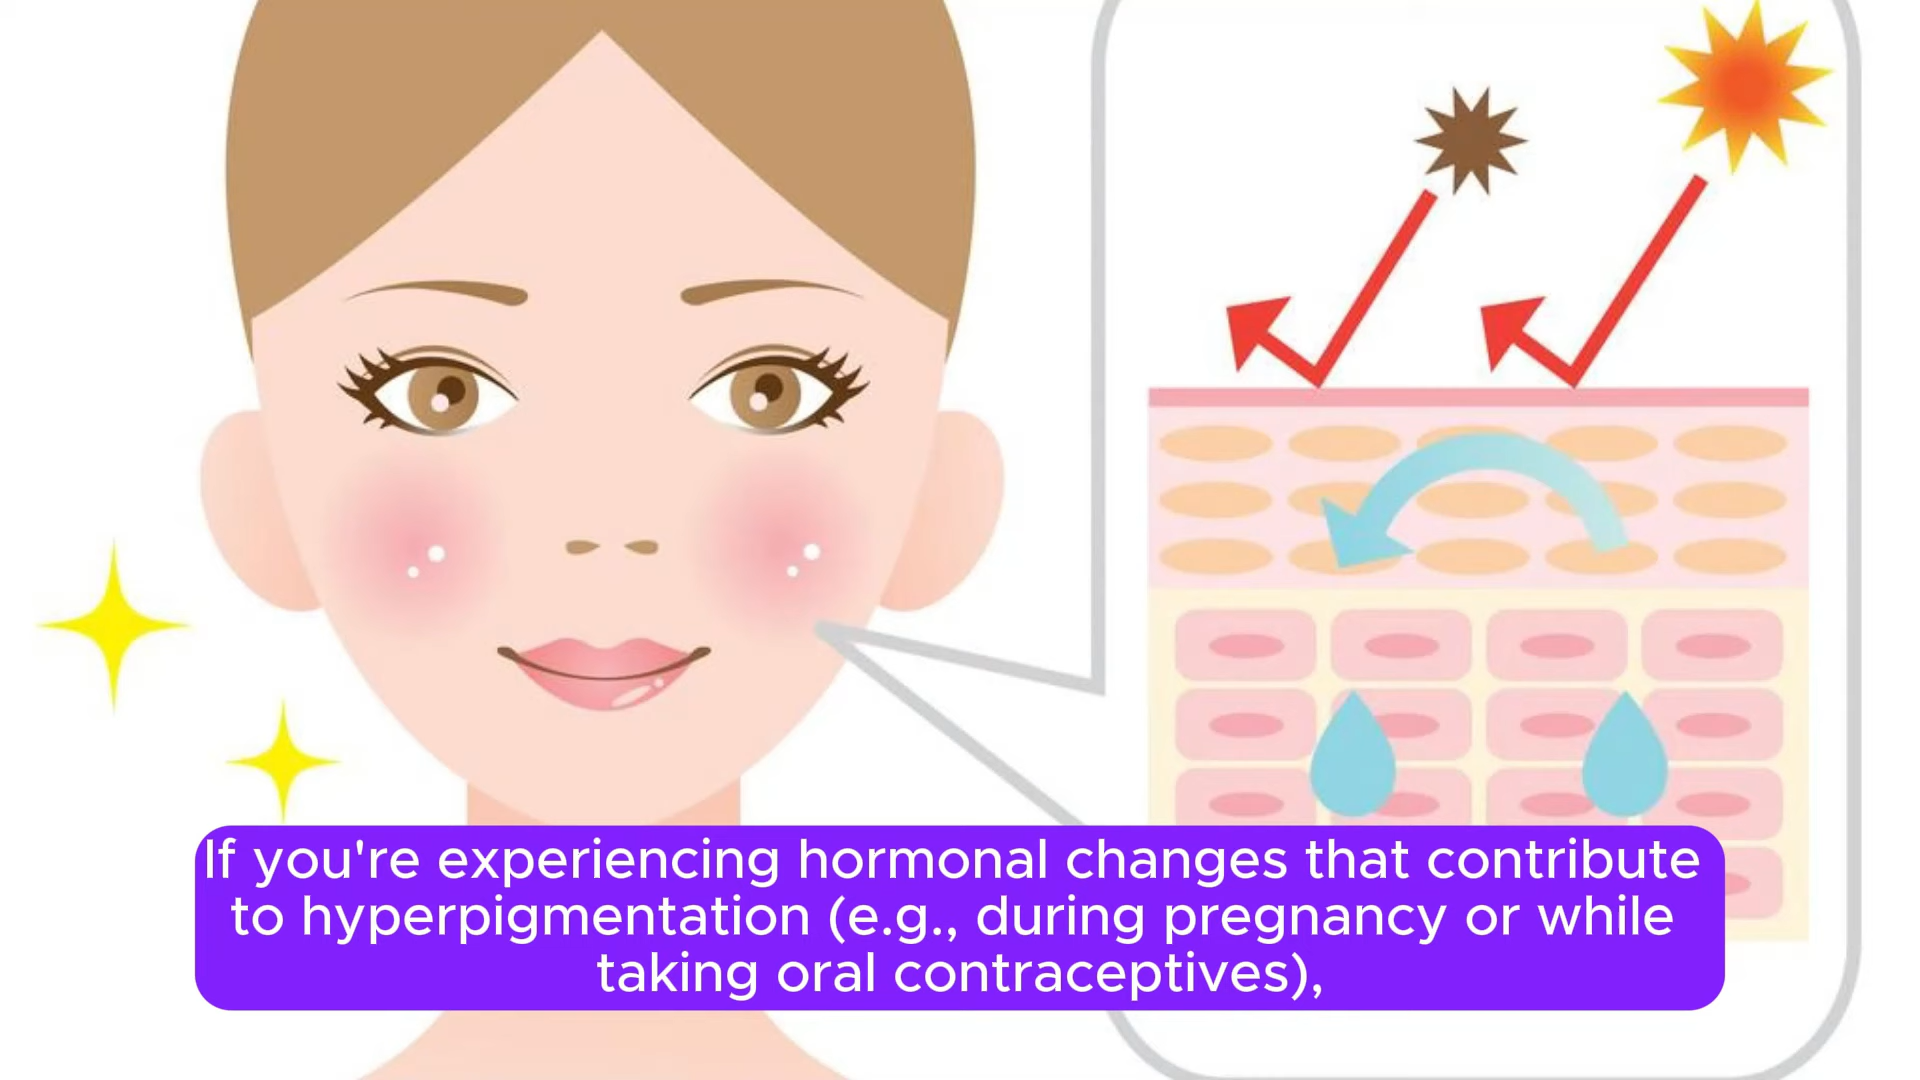 If you're experiencing hormonal changes that contribute
to hyperpigmentation (e.g., during pregnancy or while
taking oral contraceptives),